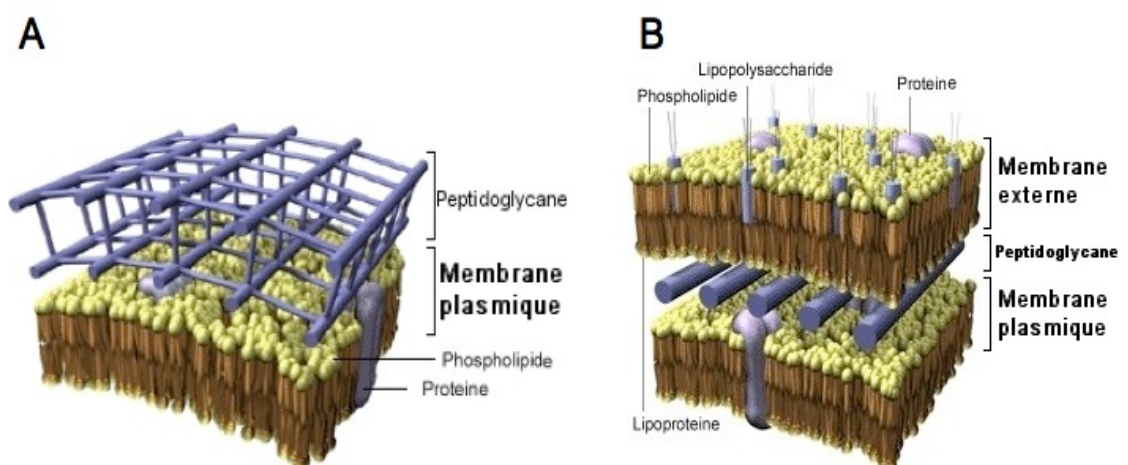 A
Peptidoglycane
Membrane
plasmique
Phospholipide
Proteine
B
Lipopolysaccharide
Phospholipide
Proteine
Membrane
externe
Peptidoglycane
Membrane
plasmique
Lipoproteine